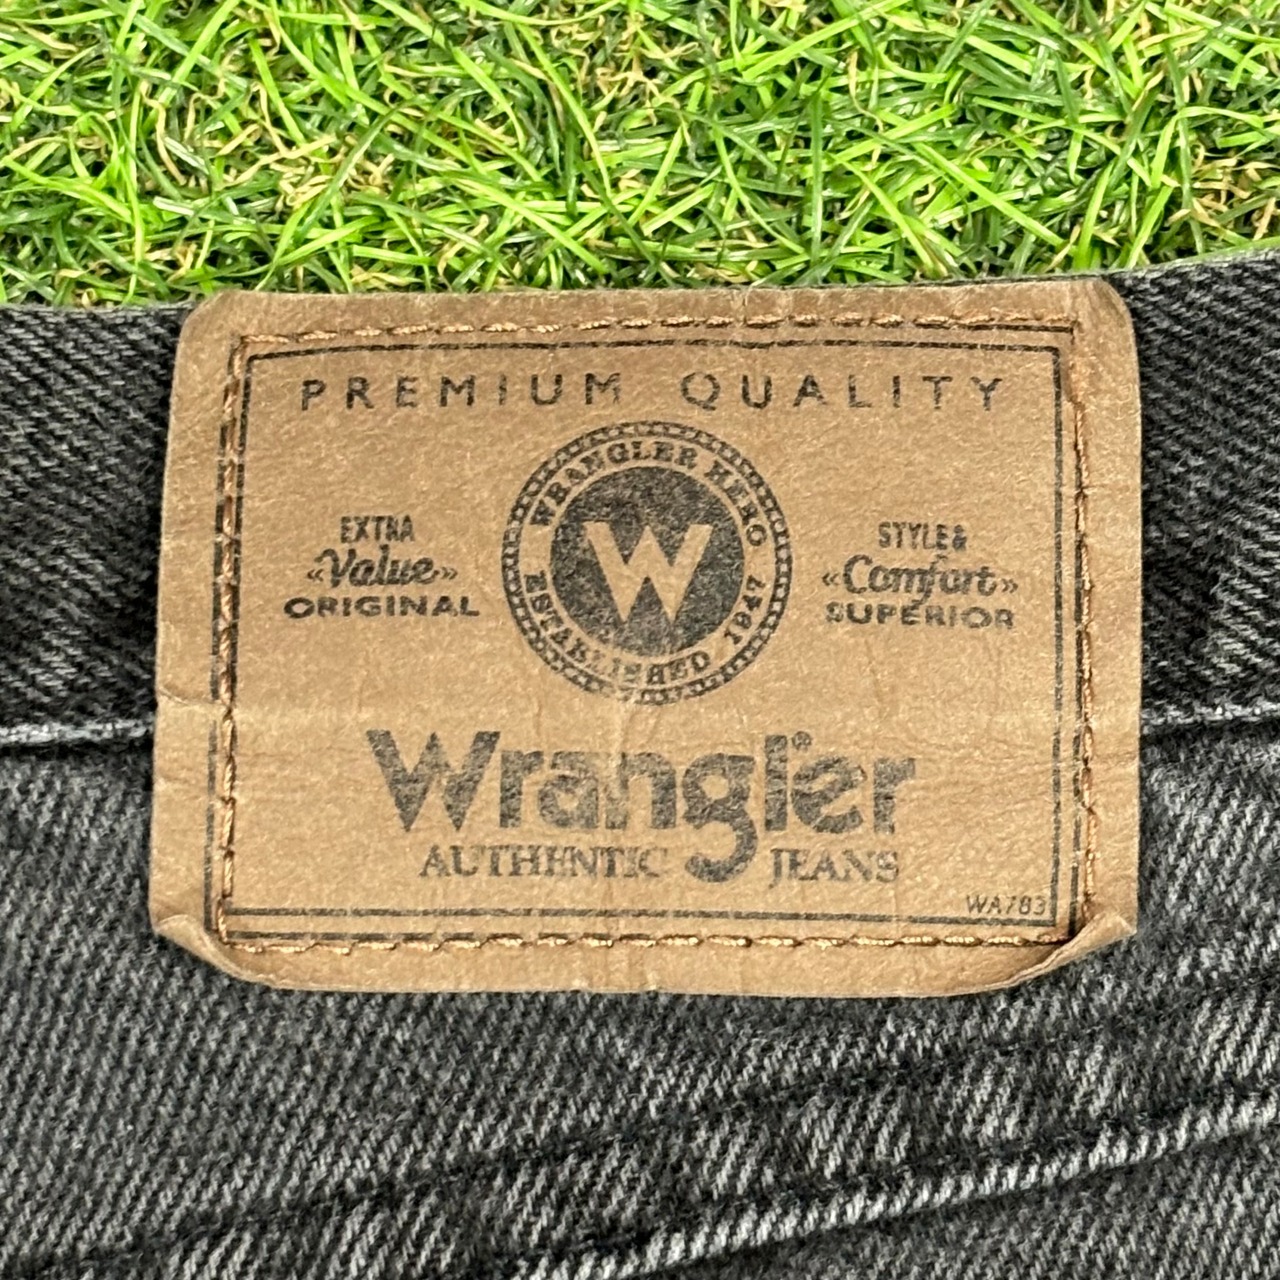 PREMIUM QUALITY
WRANGLER HERO
ESTABLISHED 1947
W
EXTRA
«Value»
ORIGINAL
STYLE&
«Comfort»
SUPERIOR
Wrangler®
AUTHENTIC JEANS
WA783